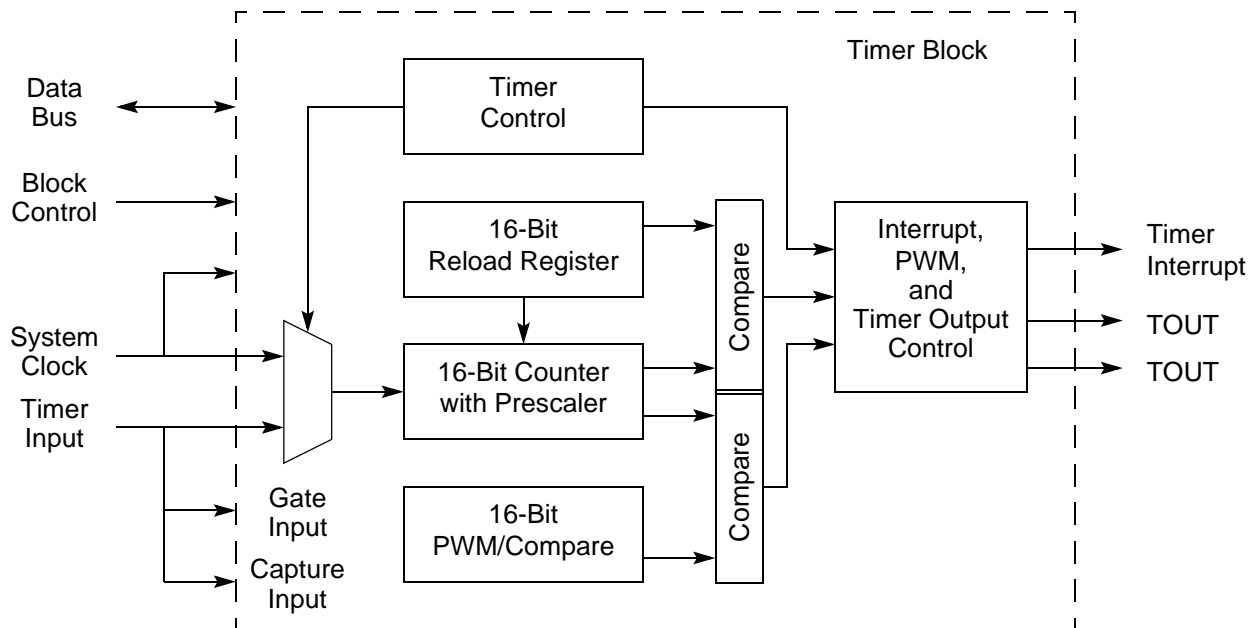 Timer Block
Data
Bus
Block
Control
System
Clock
Timer
Input
Gate
Input
Capture
Input
Timer
Control
16-Bit
Reload Register
16-Bit Counter
with Prescaler
16-Bit
PWM/Compare
Compare
Compare
Interrupt,
PWM,
and
Timer Output
Control
Timer
Interrupt
TOUT
TOUT